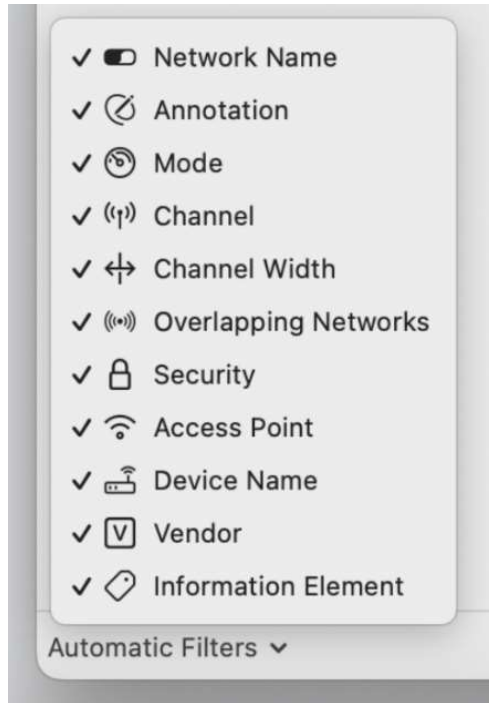 Network Name
Annotation
Mode
Channel
Channel Width
Overlapping Networks
Security
Access Point
Device Name
V Vendor
Information Element
Automatic Filters